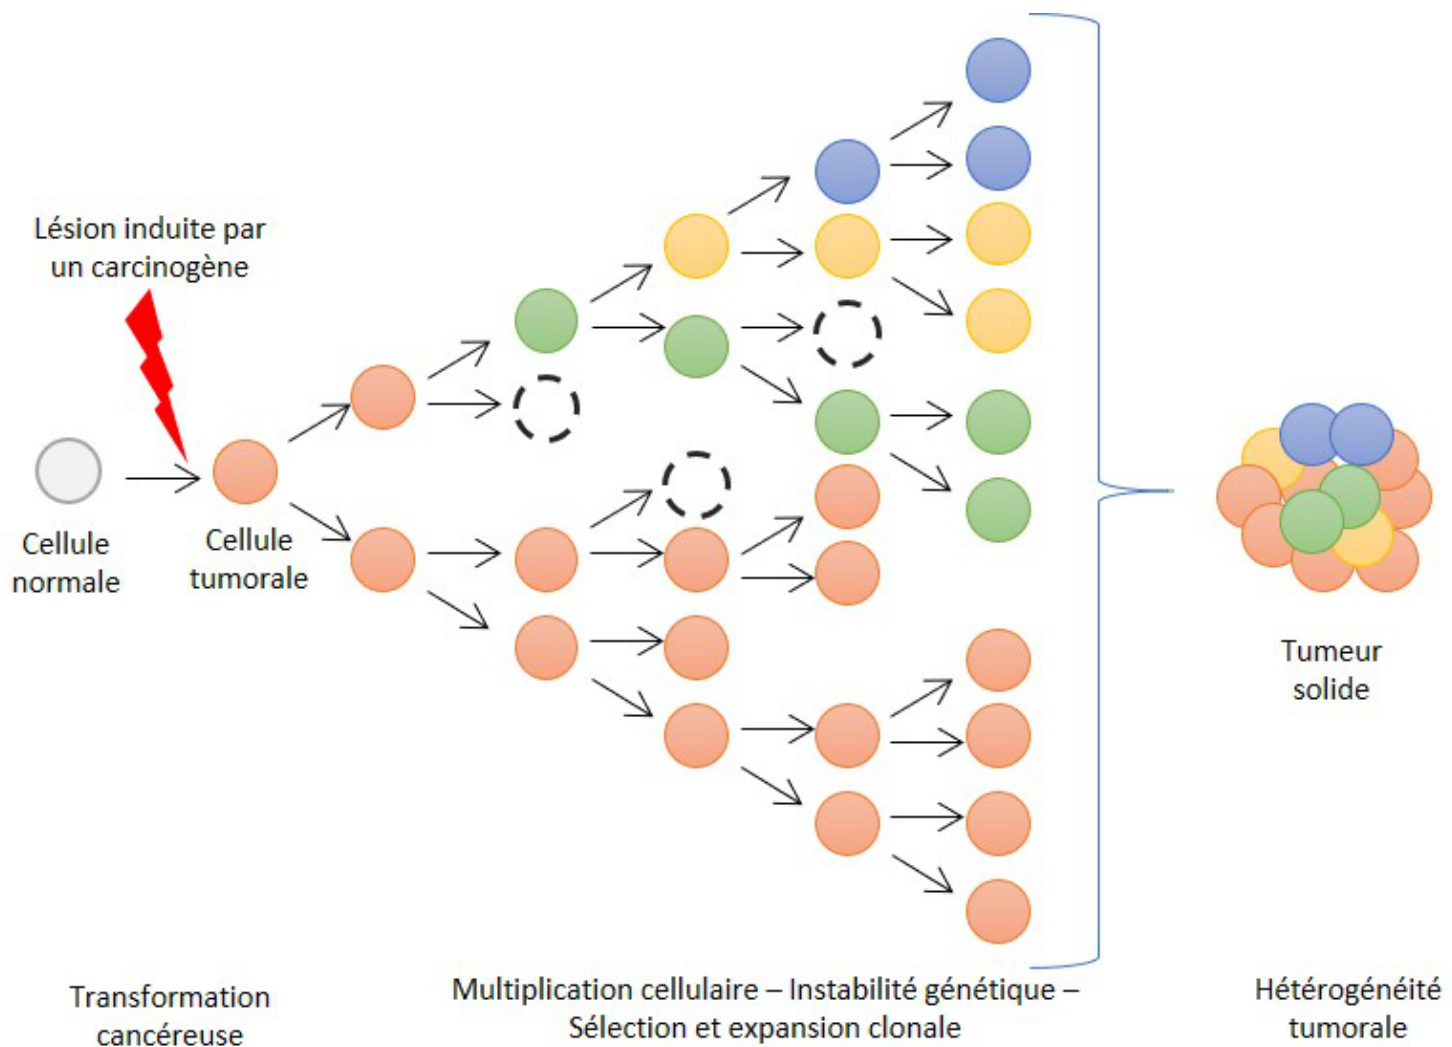 Lésion induite par
un carcinogène
Cellule
normale
Cellule
tumorale
Tumeur
solide
Transformation
cancéreuse
Multiplication cellulaire – Instabilité génétique –
Sélection et expansion clonale
Hétérogénéité
tumorale